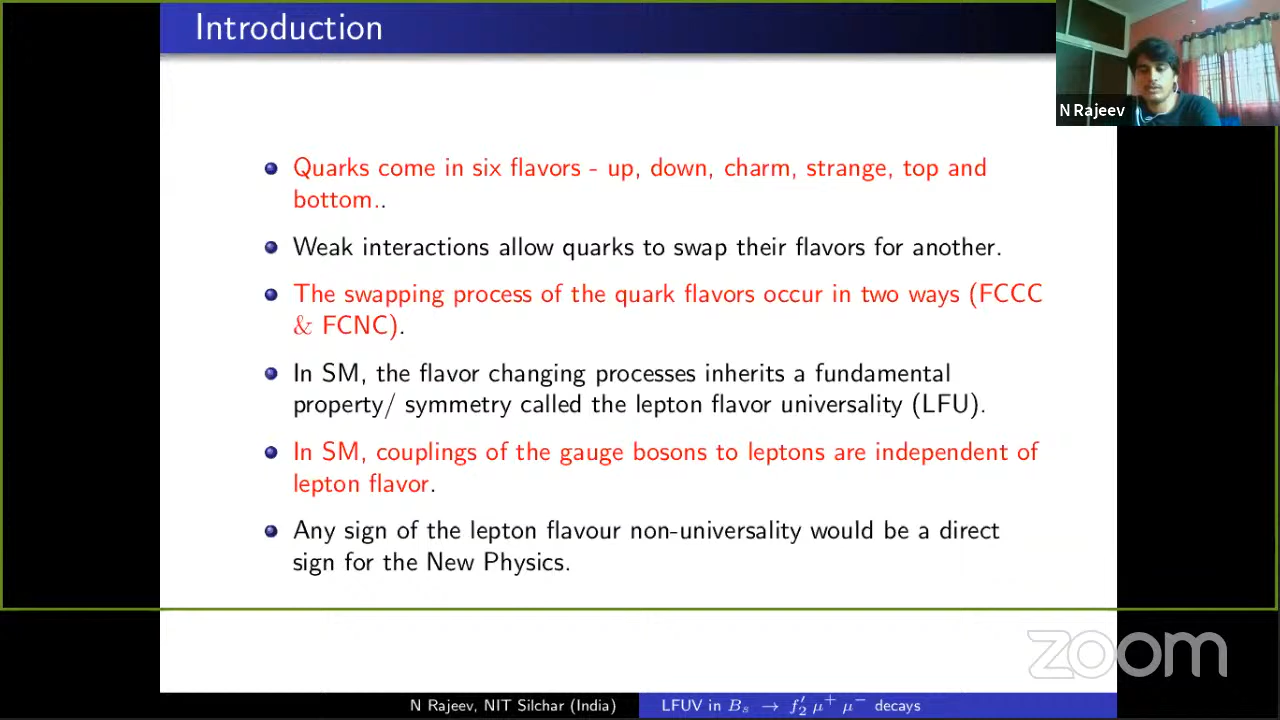 Introduction
N Rajeev
Quarks come in six flavors - up, down, charm, strange, top and
bottom..
Weak interactions allow quarks to swap their flavors for another.
The swapping process of the quark flavors occur in two ways (FCCC
& FCNC).
In SM, the flavor changing processes inherits a fundamental
property/ symmetry called the lepton flavor universality (LFU).
In SM, couplings of the gauge bosons to leptons are independent of
lepton flavor.
Any sign of the lepton flavour non-universality would be a direct
sign for the New Physics.
zoom
N Rajeev, NIT Silchar (India) LFUV in B_s → f_2′ μ⁺ μ⁻ decays